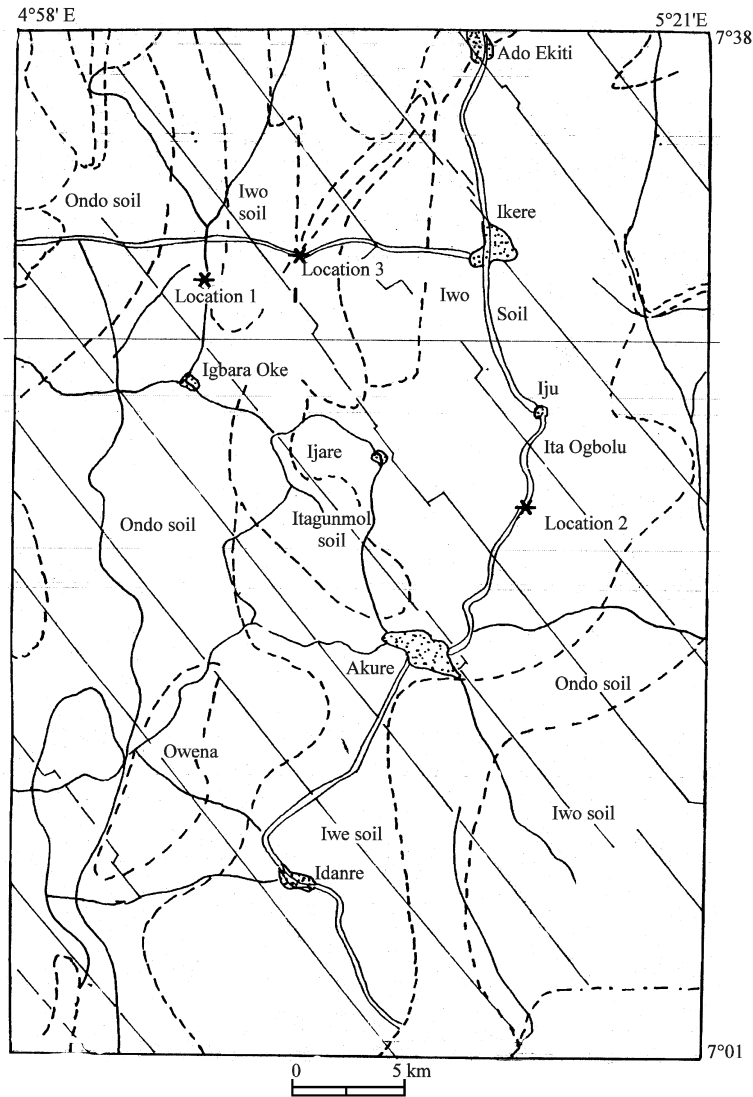 4°58' E
5°21'E
7°38
Ado Ekiti
Ondo soil
Iwo
soil
Ikere
Location 3
Location 1
Iwo
Soil
Igbara Oke
Iju
Ijare
Ita Ogbolu
Itagunmol
soil
Ondo soil
Location 2
Akure
Ondo soil
Owena
Iwe soil
Iwo soil
Idanre
7°01
0 5 km